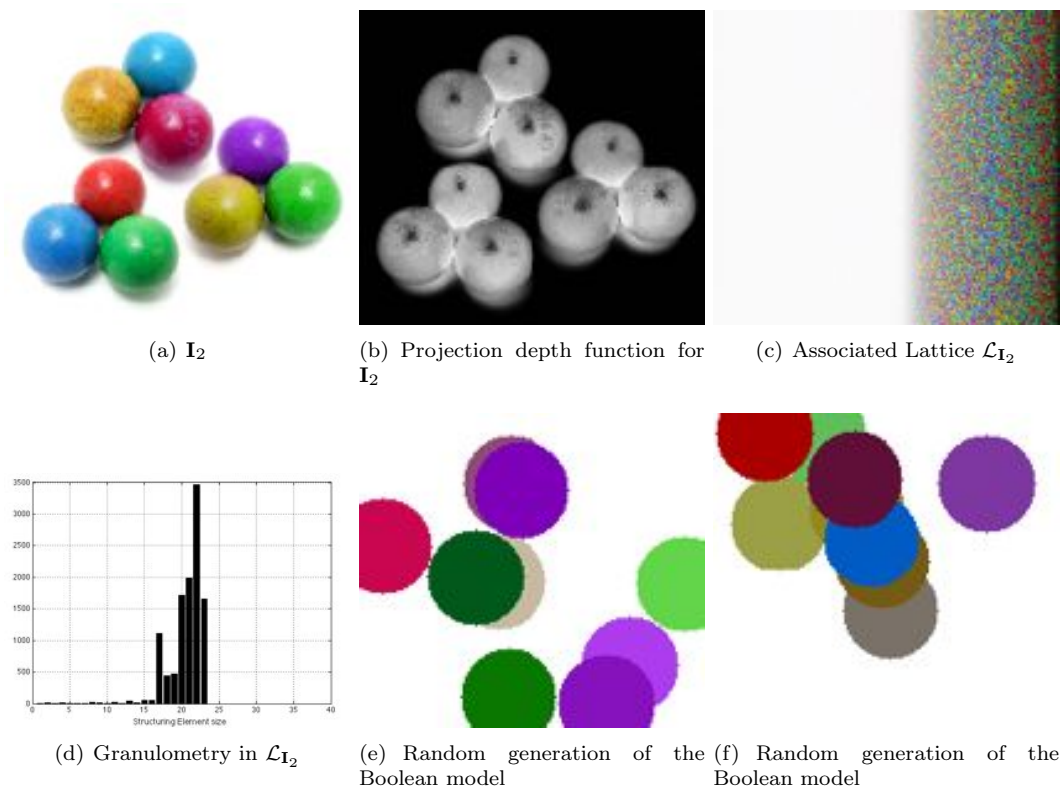 (a) I₂
(b) Projection depth function for
I₂
(c) Associated Lattice ℒ_I₂
3500
3000
2500
2000
1500
1000
500
0
0 5 10 15 20 25 30 35 40
Structuring Element size
(d) Granulometry in ℒ_I₂
(e) Random generation of the
Boolean model
(f) Random generation of the
Boolean model